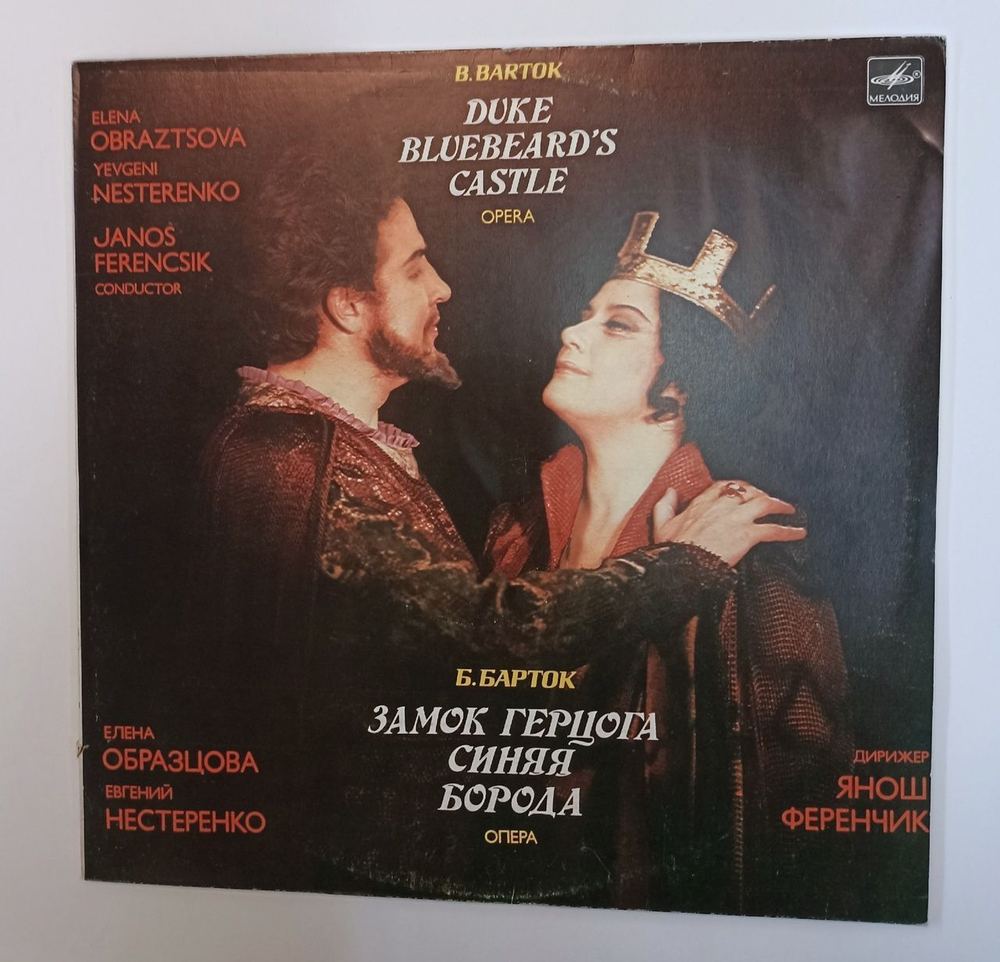 B. BARTOK
DUKE
BLUEBEARD'S
CASTLE
OPERA
ELENA
OBRAZTSOVA
YEVGENI
NESTERENKO
JANOŠ
FERENCSIK
CONDUCTOR
МЕЛОДИЯ
Б. БАРТОК
ЗАМОК ГЕРЦОГА
СИНЯЯ
БОРОДА
ОПЕРА
ЕЛЕНА
ОБРАЗЦОВА
ЕВГЕНИЙ
НЕСТЕРЕНКО
ДИРИЖЕР
ЯНОШ
ФЕРЕНЧИК